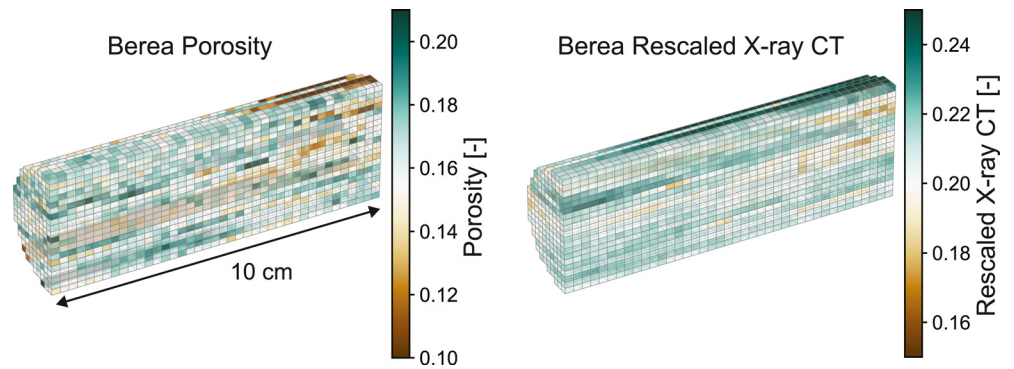 Berea Porosity
0.20
0.18
0.16
0.14
0.12
0.10
Porosity [-]
10 cm
Berea Rescaled X-ray CT
0.24
0.22
0.20
0.18
0.16
Rescaled X-ray CT [-]